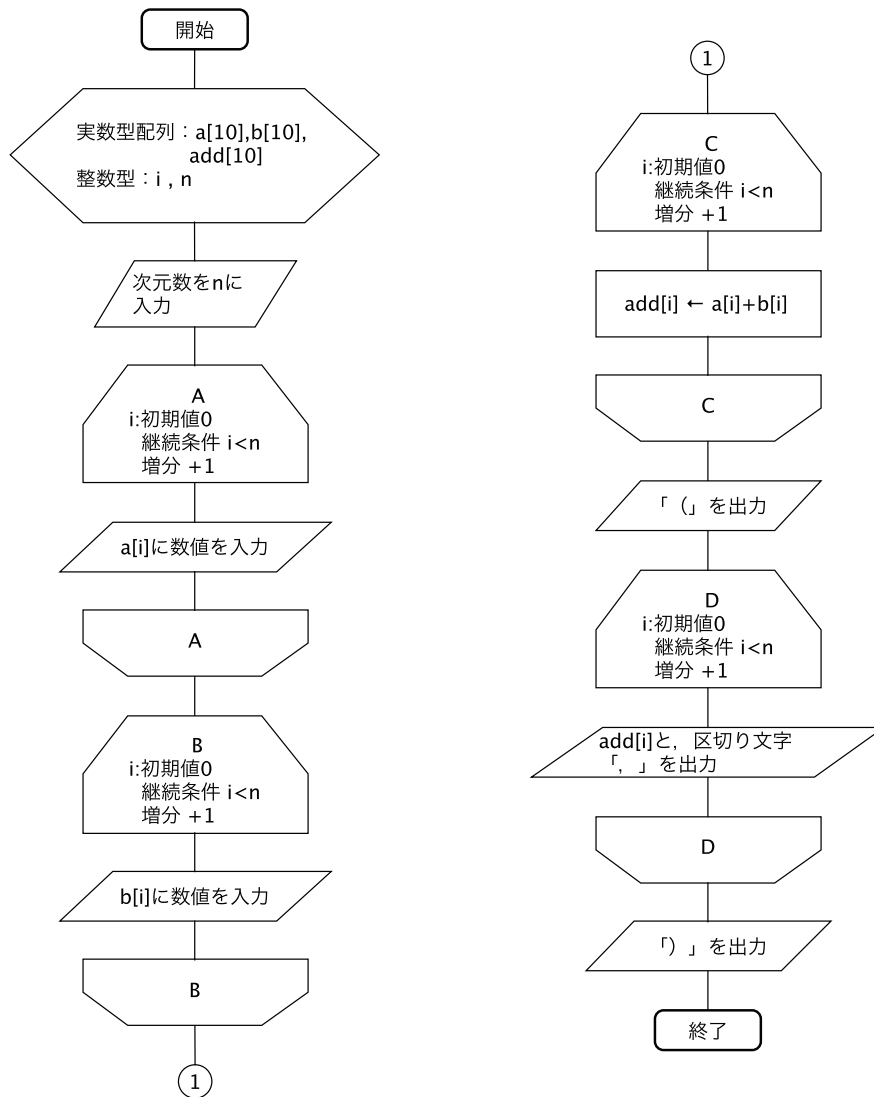 開始
実数型配列：a[10],b[10],
add[10]
整数型：i , n
次元数をnに
入力
A
i:初期値0
継続条件 i<n
増分 +1
a[i]に数値を入力
A
B
i:初期値0
継続条件 i<n
増分 +1
b[i]に数値を入力
B
1
1
C
i:初期値0
継続条件 i<n
増分 +1
add[i] ← a[i]+b[i]
C
「（」を出力
D
i:初期値0
継続条件 i<n
増分 +1
add[i]と，区切り文字
「，」を出力
D
「）」を出力
終了